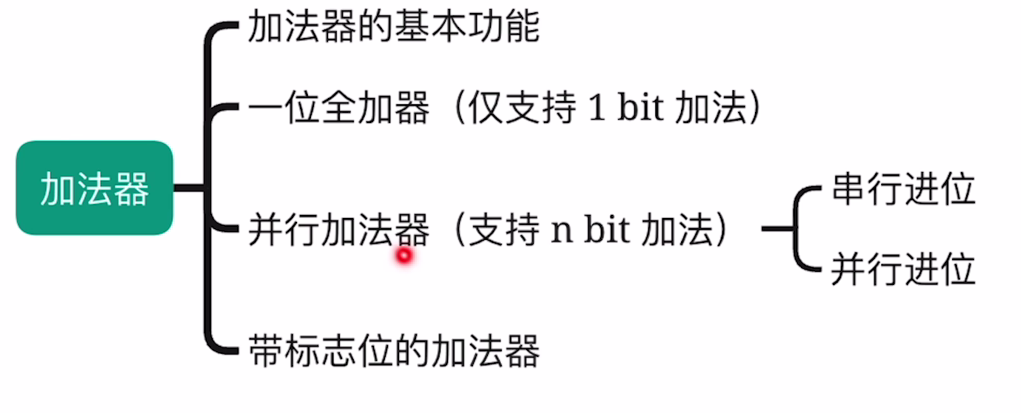 加法器的基本功能
一位全加器（仅支持 1 bit 加法）
加法器
并行加法器（支持 n bit 加法）
串行进位
并行进位
带标志位的加法器